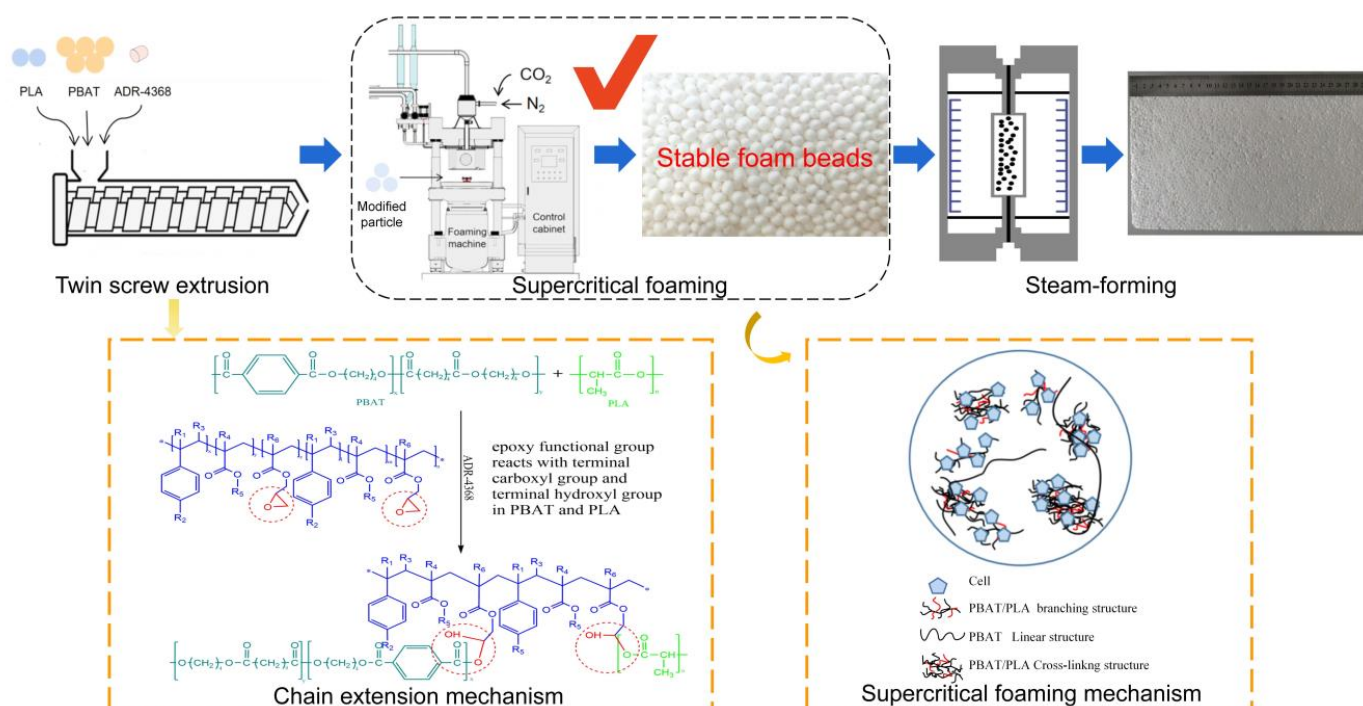 PLA PBAT ADR-4368
CO2
N2
Modified
particle
Foaming
machine
Control
cabinet
Stable foam beads
Twin screw extrusion
Supercritical foaming
Steam-forming
PBAT
+
PLA
ADR-4368
epoxy functional group
reacts with terminal
carboxyl group and
terminal hydroxyl group
in PBAT and PLA
Chain extension mechanism
Cell
PBAT/PLA branching structure
PBAT Linear structure
PBAT/PLA Cross-linkng structure
Supercritical foaming mechanism